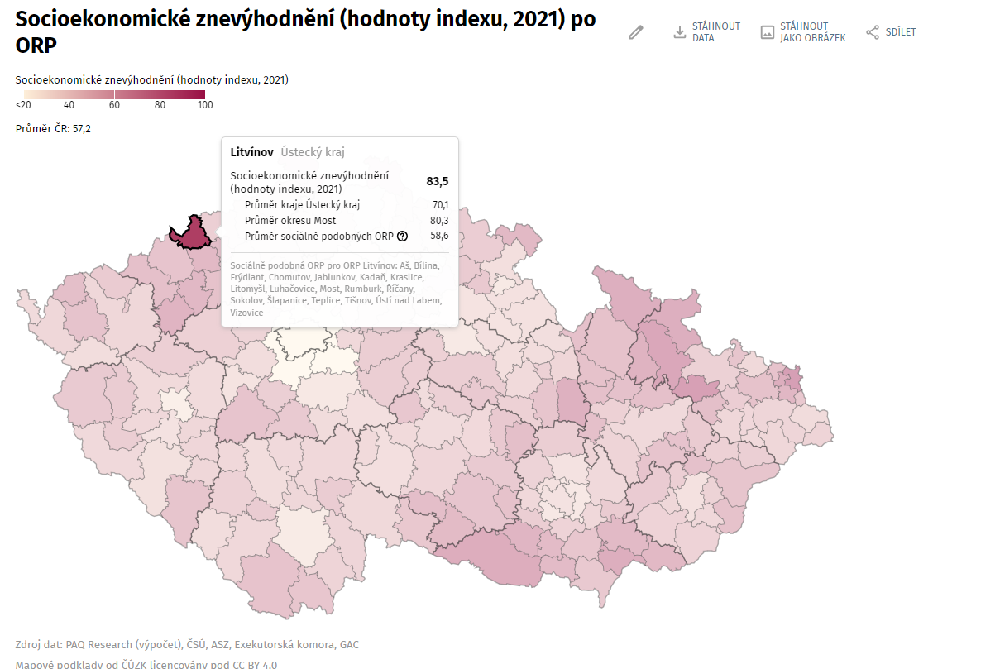 Socioekonomické znevýhodnění (hodnoty indexu, 2021) po
ORP
STÁHNOUT
DATA
STÁHNOUT
JAKO OBRÁZEK
SDÍLET
Socioekonomické znevýhodnění (hodnoty indexu, 2021)
<20 40 60 80 100
Průměr ČR: 57,2
Litvínov Ústecký kraj
Socioekonomické znevýhodnění
(hodnoty indexu, 2021) 83,5
Průměr kraje Ústecký kraj 70,1
Průměr okresu Most 80,3
Průměr sociálně podobných ORP ? 58,6
Sociálně podobná ORP pro ORP Litvínov: Aš, Bílina,
Frýdlant, Chomutov, Jablunkov, Kadaň, Kraslice,
Litomyšl, Luhačovice, Most, Rumburk, Říčany,
Sokolov, Šlapanice, Teplice, Tišnov, Ústí nad Labem,
Vizovice
Zdroj dat: PAQ Research (výpočet), ČSÚ, ASZ, Exekutorská komora, GAC
Mapové podklady od ČÚZK licencovány pod CC BY 4.0